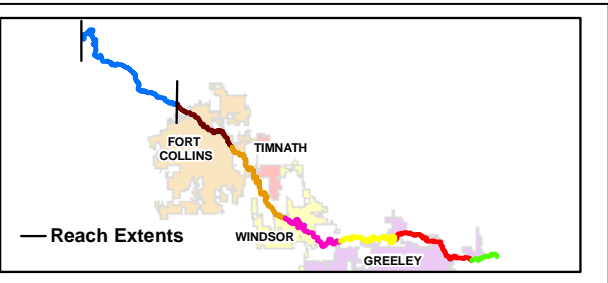 FORT
COLLINS
TIMNATH
WINDSOR
GREELEY
Reach Extents